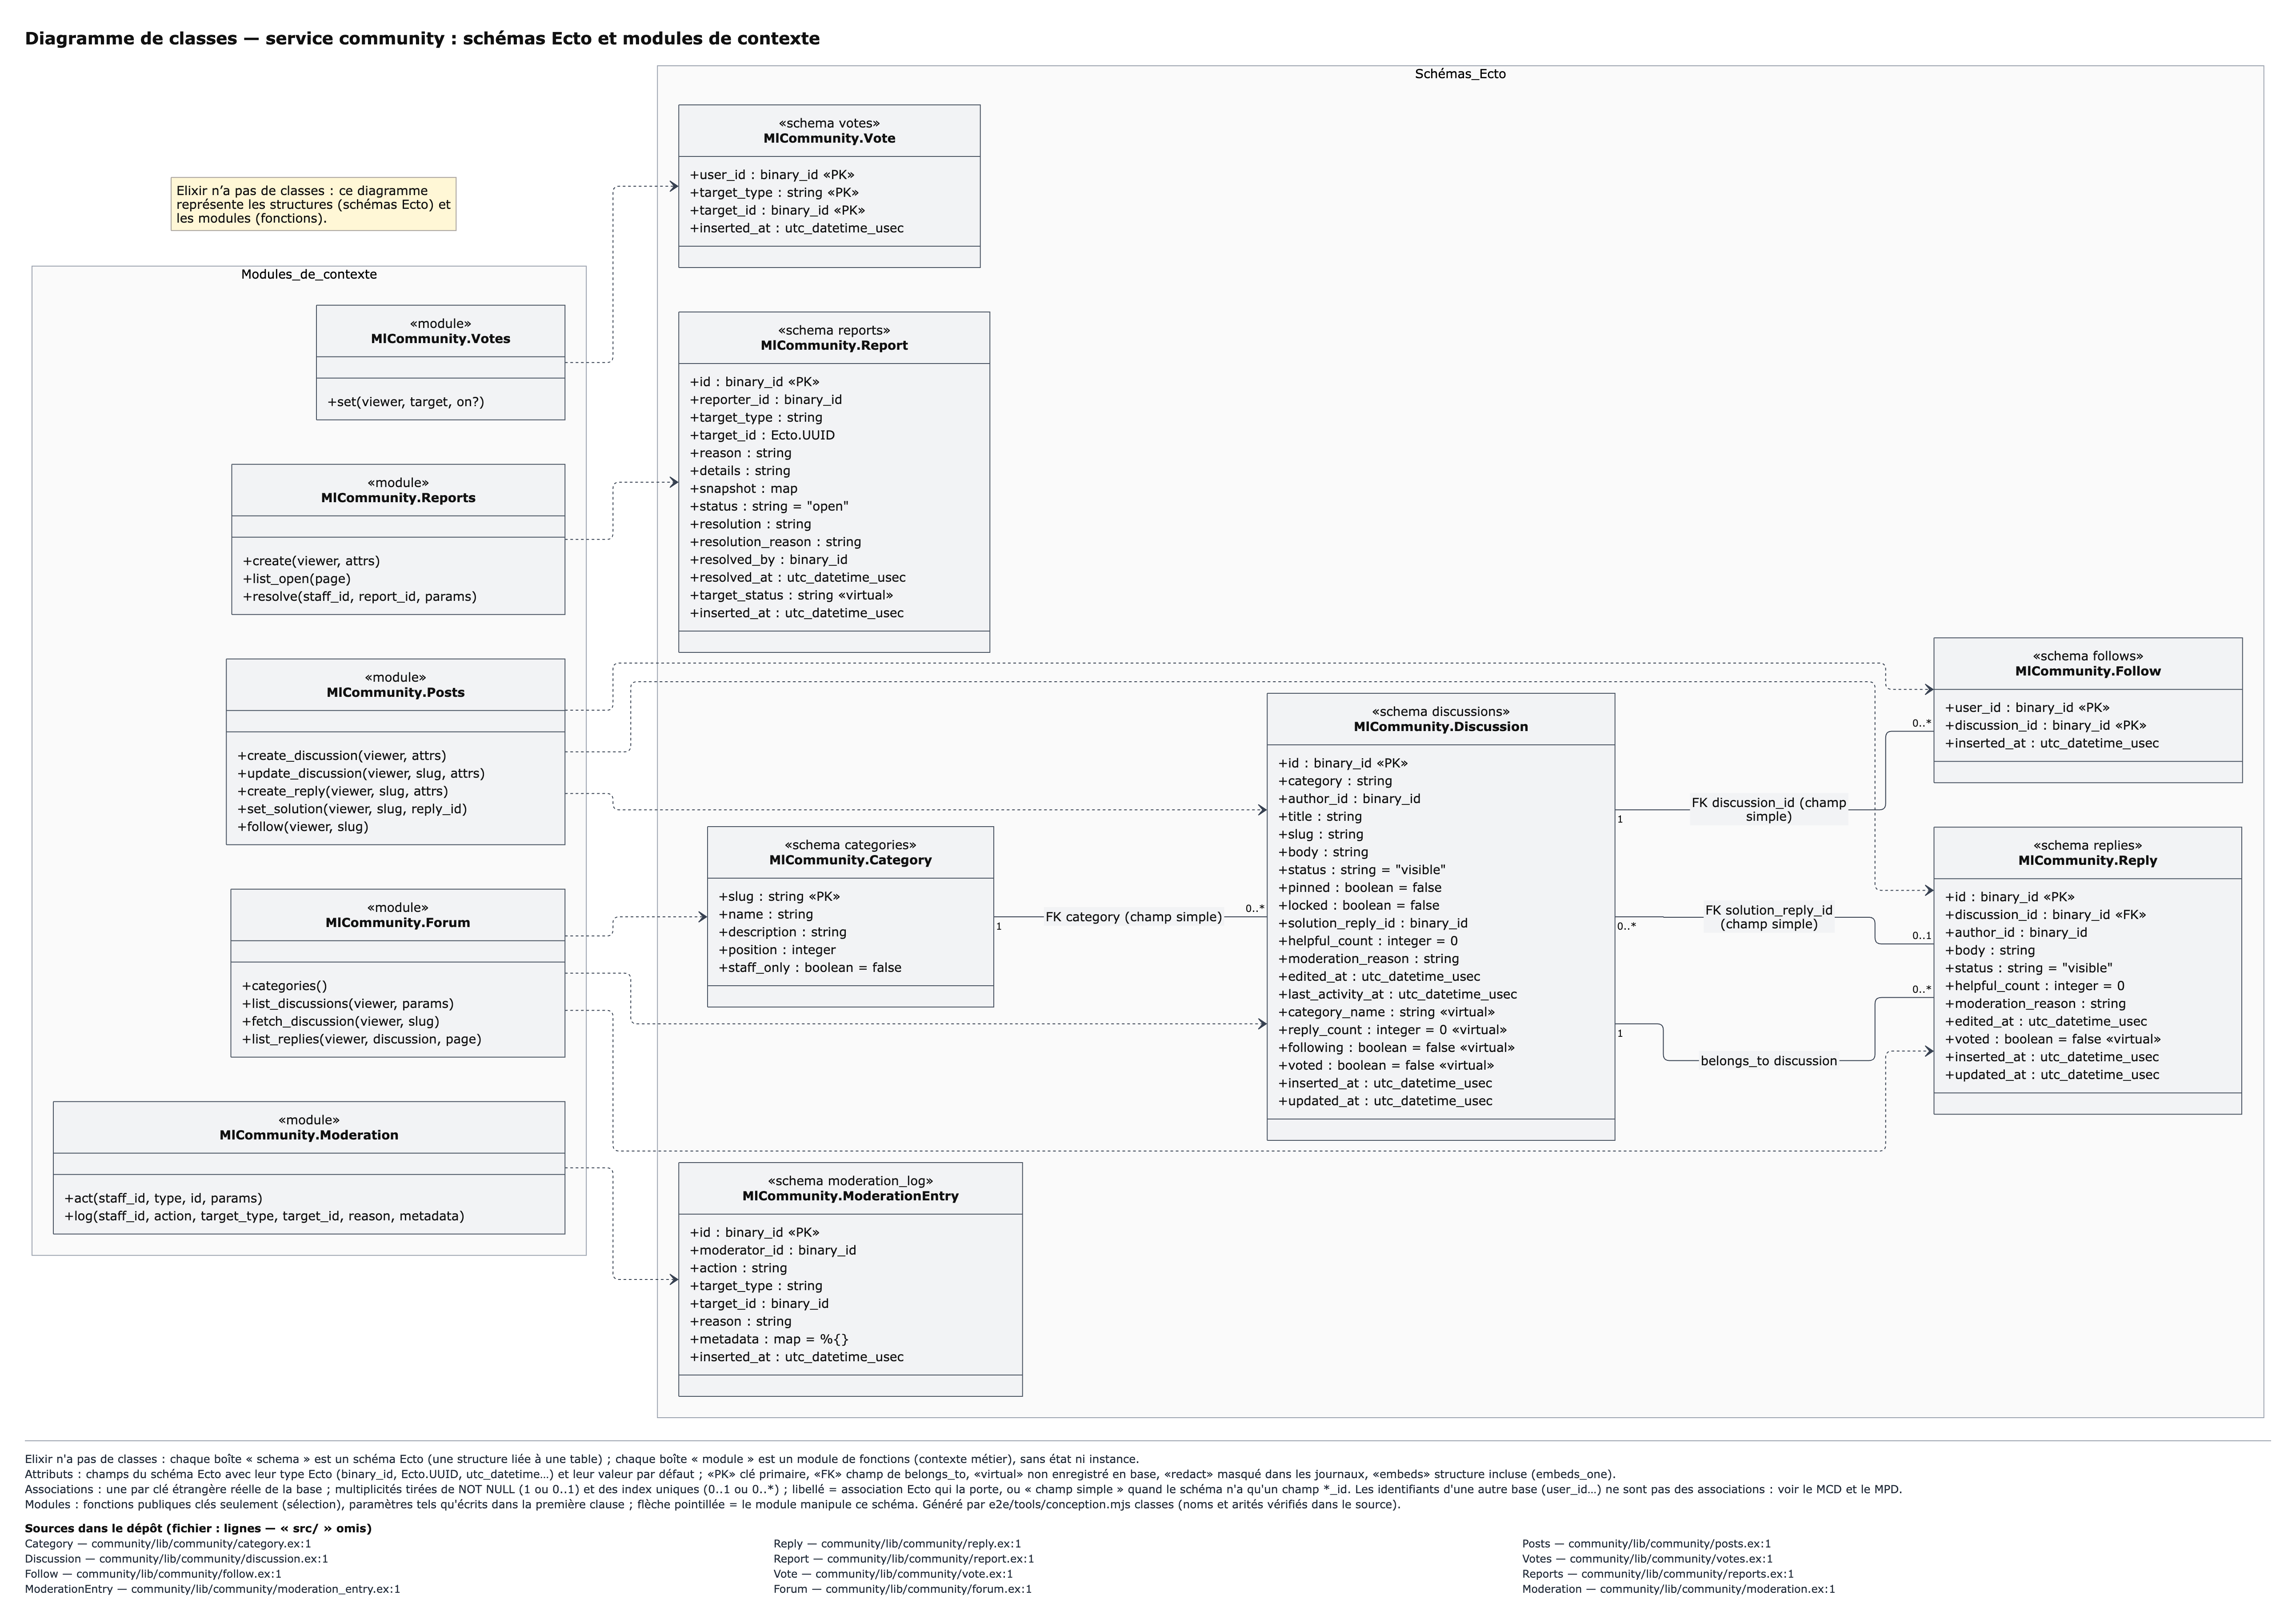 Diagramme de classes — service community : schémas Ecto et modules de contexte
Elixir n’a pas de classes : ce diagramme
représente les structures (schémas Ecto) et
les modules (fonctions).
Modules_de_contexte
«module»
MlCommunity.Votes
+set(viewer, target, on?)
«module»
MlCommunity.Reports
+create(viewer, attrs)
+list_open(page)
+resolve(staff_id, report_id, params)
«module»
MlCommunity.Posts
+create_discussion(viewer, attrs)
+update_discussion(viewer, slug, attrs)
+create_reply(viewer, slug, attrs)
+set_solution(viewer, slug, reply_id)
+follow(viewer, slug)
«module»
MlCommunity.Forum
+categories()
+list_discussions(viewer, params)
+fetch_discussion(viewer, slug)
+list_replies(viewer, discussion, page)
«module»
MlCommunity.Moderation
+act(staff_id, type, id, params)
+log(staff_id, action, target_type, target_id, reason, metadata)
Schémas_Ecto
«schema votes»
MlCommunity.Vote
+user_id : binary_id «PK»
+target_type : string «PK»
+target_id : binary_id «PK»
+inserted_at : utc_datetime_usec
«schema reports»
MlCommunity.Report
+id : binary_id «PK»
+reporter_id : binary_id
+target_type : string
+target_id : Ecto.UUID
+reason : string
+details : string
+snapshot : map
+status : string = "open"
+resolution : string
+resolution_reason : string
+resolved_by : binary_id
+resolved_at : utc_datetime_usec
+target_status : string «virtual»
+inserted_at : utc_datetime_usec
«schema categories»
MlCommunity.Category
+slug : string «PK»
+name : string
+description : string
+position : integer
+staff_only : boolean = false
1
FK category (champ simple)
0..*
«schema moderation_log»
MlCommunity.ModerationEntry
+id : binary_id «PK»
+moderator_id : binary_id
+action : string
+target_type : string
+target_id : binary_id
+reason : string
+metadata : map = %{}
+inserted_at : utc_datetime_usec
«schema discussions»
MlCommunity.Discussion
+id : binary_id «PK»
+category : string
+author_id : binary_id
+title : string
+slug : string
+body : string
+status : string = "visible"
+pinned : boolean = false
+locked : boolean = false
+solution_reply_id : binary_id
+helpful_count : integer = 0
+moderation_reason : string
+edited_at : utc_datetime_usec
+last_activity_at : utc_datetime_usec
+category_name : string «virtual»
+reply_count : integer = 0 «virtual»
+following : boolean = false «virtual»
+voted : boolean = false «virtual»
+inserted_at : utc_datetime_usec
+updated_at : utc_datetime_usec
1
FK discussion_id (champ
simple)
0..*
0..*
FK solution_reply_id
(champ simple)
0..1
1
belongs_to discussion
0..*
«schema follows»
MlCommunity.Follow
+user_id : binary_id «PK»
+discussion_id : binary_id «PK»
+inserted_at : utc_datetime_usec
«schema replies»
MlCommunity.Reply
+id : binary_id «PK»
+discussion_id : binary_id «FK»
+author_id : binary_id
+body : string
+status : string = "visible"
+helpful_count : integer = 0
+moderation_reason : string
+edited_at : utc_datetime_usec
+voted : boolean = false «virtual»
+inserted_at : utc_datetime_usec
+updated_at : utc_datetime_usec
Elixir n'a pas de classes : chaque boîte « schema » est un schéma Ecto (une structure liée à une table) ; chaque boîte « module » est un module de fonctions (contexte métier), sans état ni instance.
Attributs : champs du schéma Ecto avec leur type Ecto (binary_id, Ecto.UUID, utc_datetime…) et leur valeur par défaut ; «PK» clé primaire, «FK» champ de belongs_to, «virtual» non enregistré en base, «redact» masqué dans les journaux, «embeds» structure incluse (embeds_one).
Associations : une par clé étrangère réelle de la base ; multiplicités tirées de NOT NULL (1 ou 0..1) et des index uniques (0..1 ou 0..*) ; libellé = association Ecto qui la porte, ou « champ simple » quand le schéma n'a qu'un champ *_id. Les identifiants d'une autre base (user_id…) ne sont pas des associations : voir le MCD et le MPD.
Modules : fonctions publiques clés seulement (sélection), paramètres tels qu'écrits dans la première clause ; flèche pointillée = le module manipule ce schéma. Généré par e2e/tools/conception.mjs classes (noms et arités vérifiés dans le source).
Sources dans le dépôt (fichier : lignes — « src/ » omis)
Category — community/lib/community/category.ex:1
Discussion — community/lib/community/discussion.ex:1
Follow — community/lib/community/follow.ex:1
ModerationEntry — community/lib/community/moderation_entry.ex:1
Reply — community/lib/community/reply.ex:1
Report — community/lib/community/report.ex:1
Vote — community/lib/community/vote.ex:1
Forum — community/lib/community/forum.ex:1
Posts — community/lib/community/posts.ex:1
Votes — community/lib/community/votes.ex:1
Reports — community/lib/community/reports.ex:1
Moderation — community/lib/community/moderation.ex:1